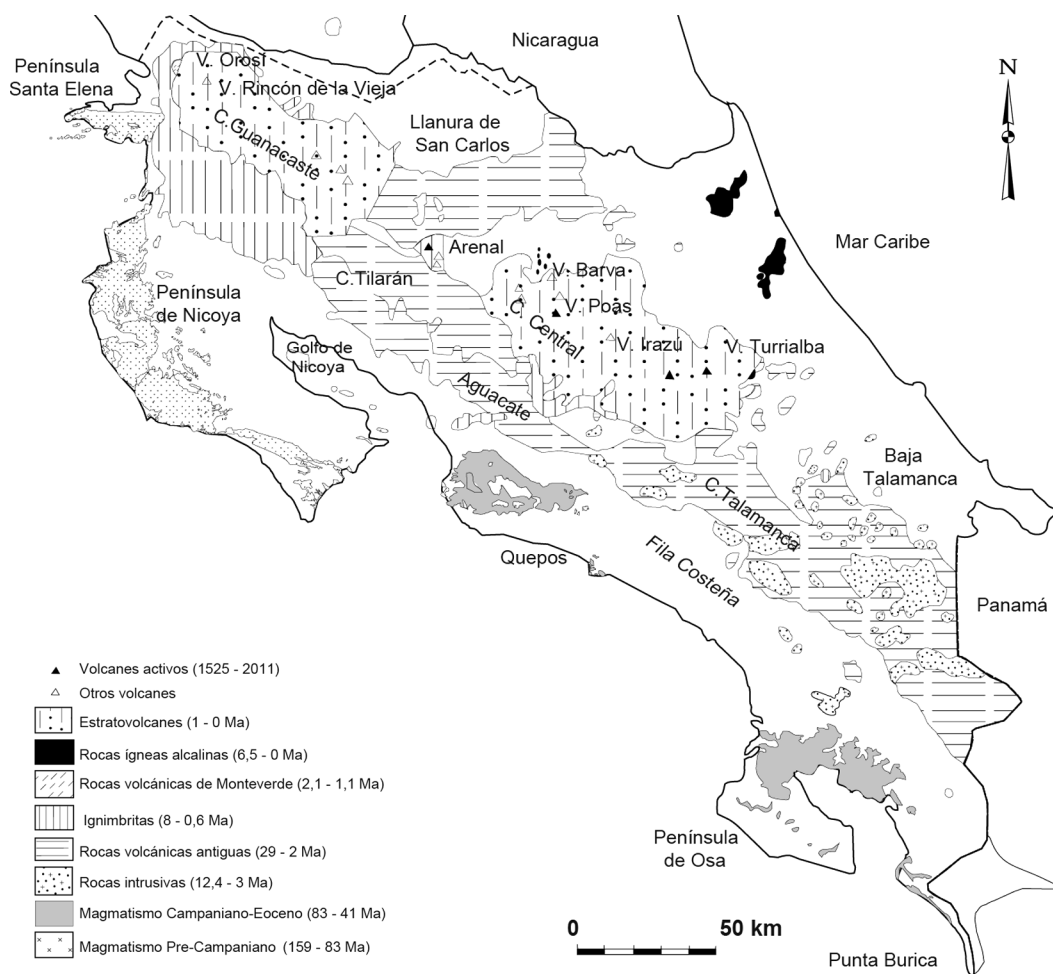 Nicaragua
Península
Santa Elena
V. Orosí
V. Rincón de la Vieja
N
C.Guanacaste
Llanura de
San Carlos
Mar Caribe
Arenal
C.Tilarán
V. Barva
Península
de Nicoya
V. Poás
C. Central
V. Irazú
V. Turrialba
Golfo de
Nicoya
Aguacate
Baja
Talamanca
C.Talamanca
Quepos
Fila Costeña
Panamá
Volcanes activos (1525 - 2011)
Otros volcanes
Estratovolcanes (1 - 0 Ma)
Rocas ígneas alcalinas (6,5 - 0 Ma)
Rocas volcánicas de Monteverde (2,1 - 1,1 Ma)
Ignimbritas (8 - 0,6 Ma)
Rocas volcánicas antiguas (29 - 2 Ma)
Rocas intrusivas (12,4 - 3 Ma)
Magmatismo Campaniano-Eoceno (83 - 41 Ma)
Magmatismo Pre-Campaniano (159 - 83 Ma)
Península
de Osa
0 50 km
Punta Burica